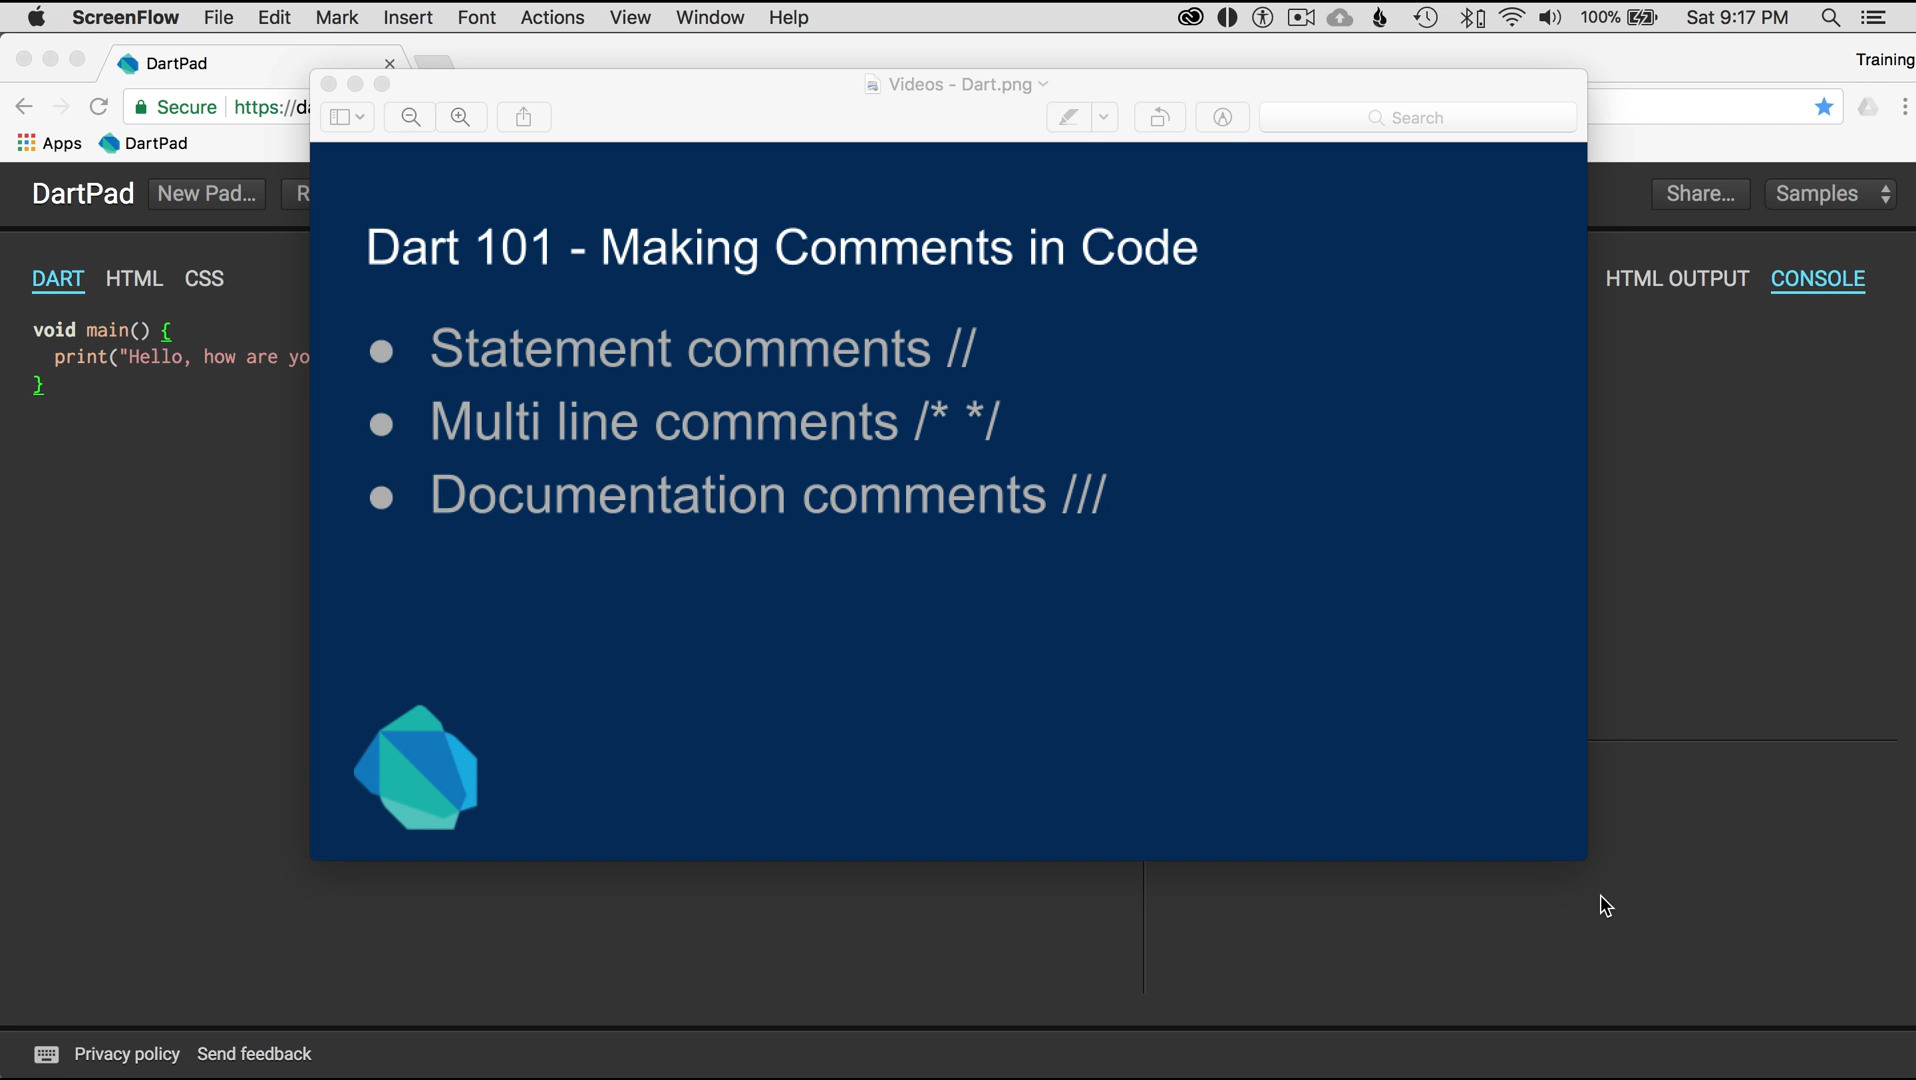 ScreenFlow File Edit Mark Insert Font Actions View Window Help 100% Sat 9:17 PM
DartPad
Training
Videos - Dart.png
Secure https://da
Search
Apps DartPad
DartPad New Pad... R Share... Samples
Dart 101 - Making Comments in Code
DART HTML CSS
HTML OUTPUT CONSOLE
void main() {
print("Hello, how are yo
}
● Statement comments //
● Multi line comments /* */
● Documentation comments ///
Privacy policy Send feedback